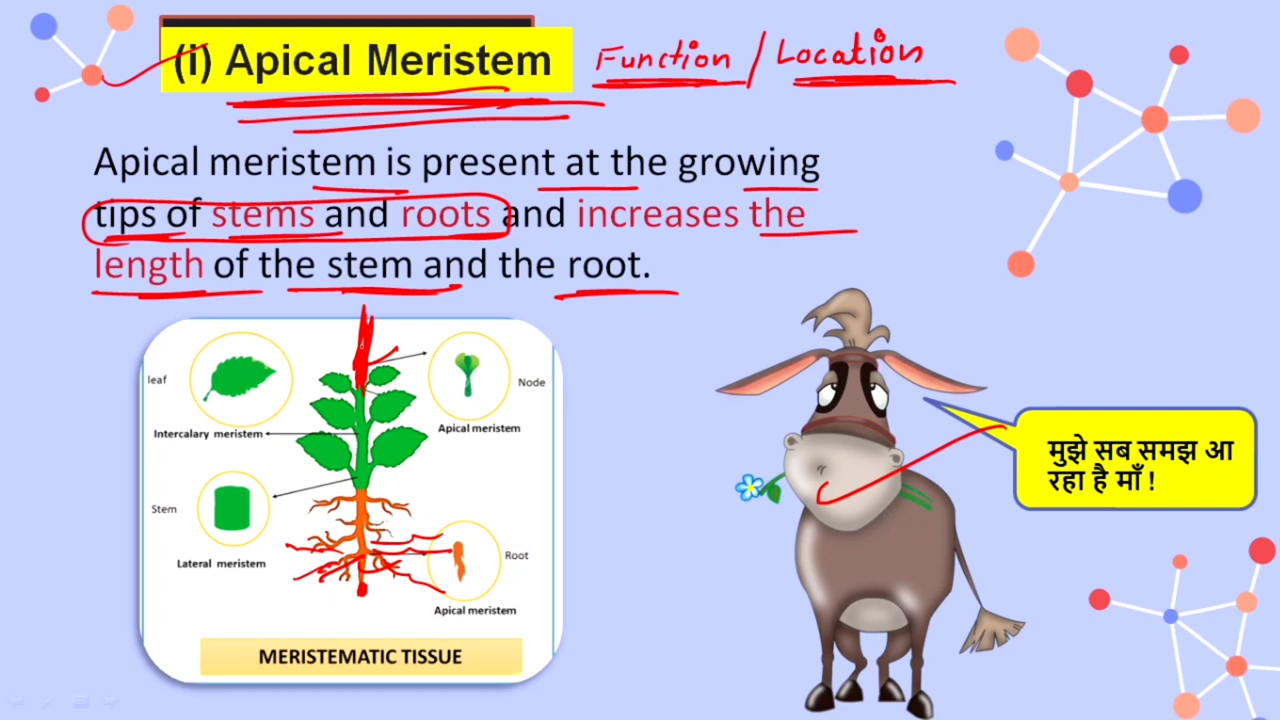 (i) Apical Meristem
Function / Location
Apical meristem is present at the growing
tips of stems and roots and increases the
length of the stem and the root.
leaf
Intercalary meristem
Node
Apical meristem
Stem
Lateral meristem
Root
Apical meristem
MERISTEMATIC TISSUE
मुझे सब समझ आ
रहा है माँ !